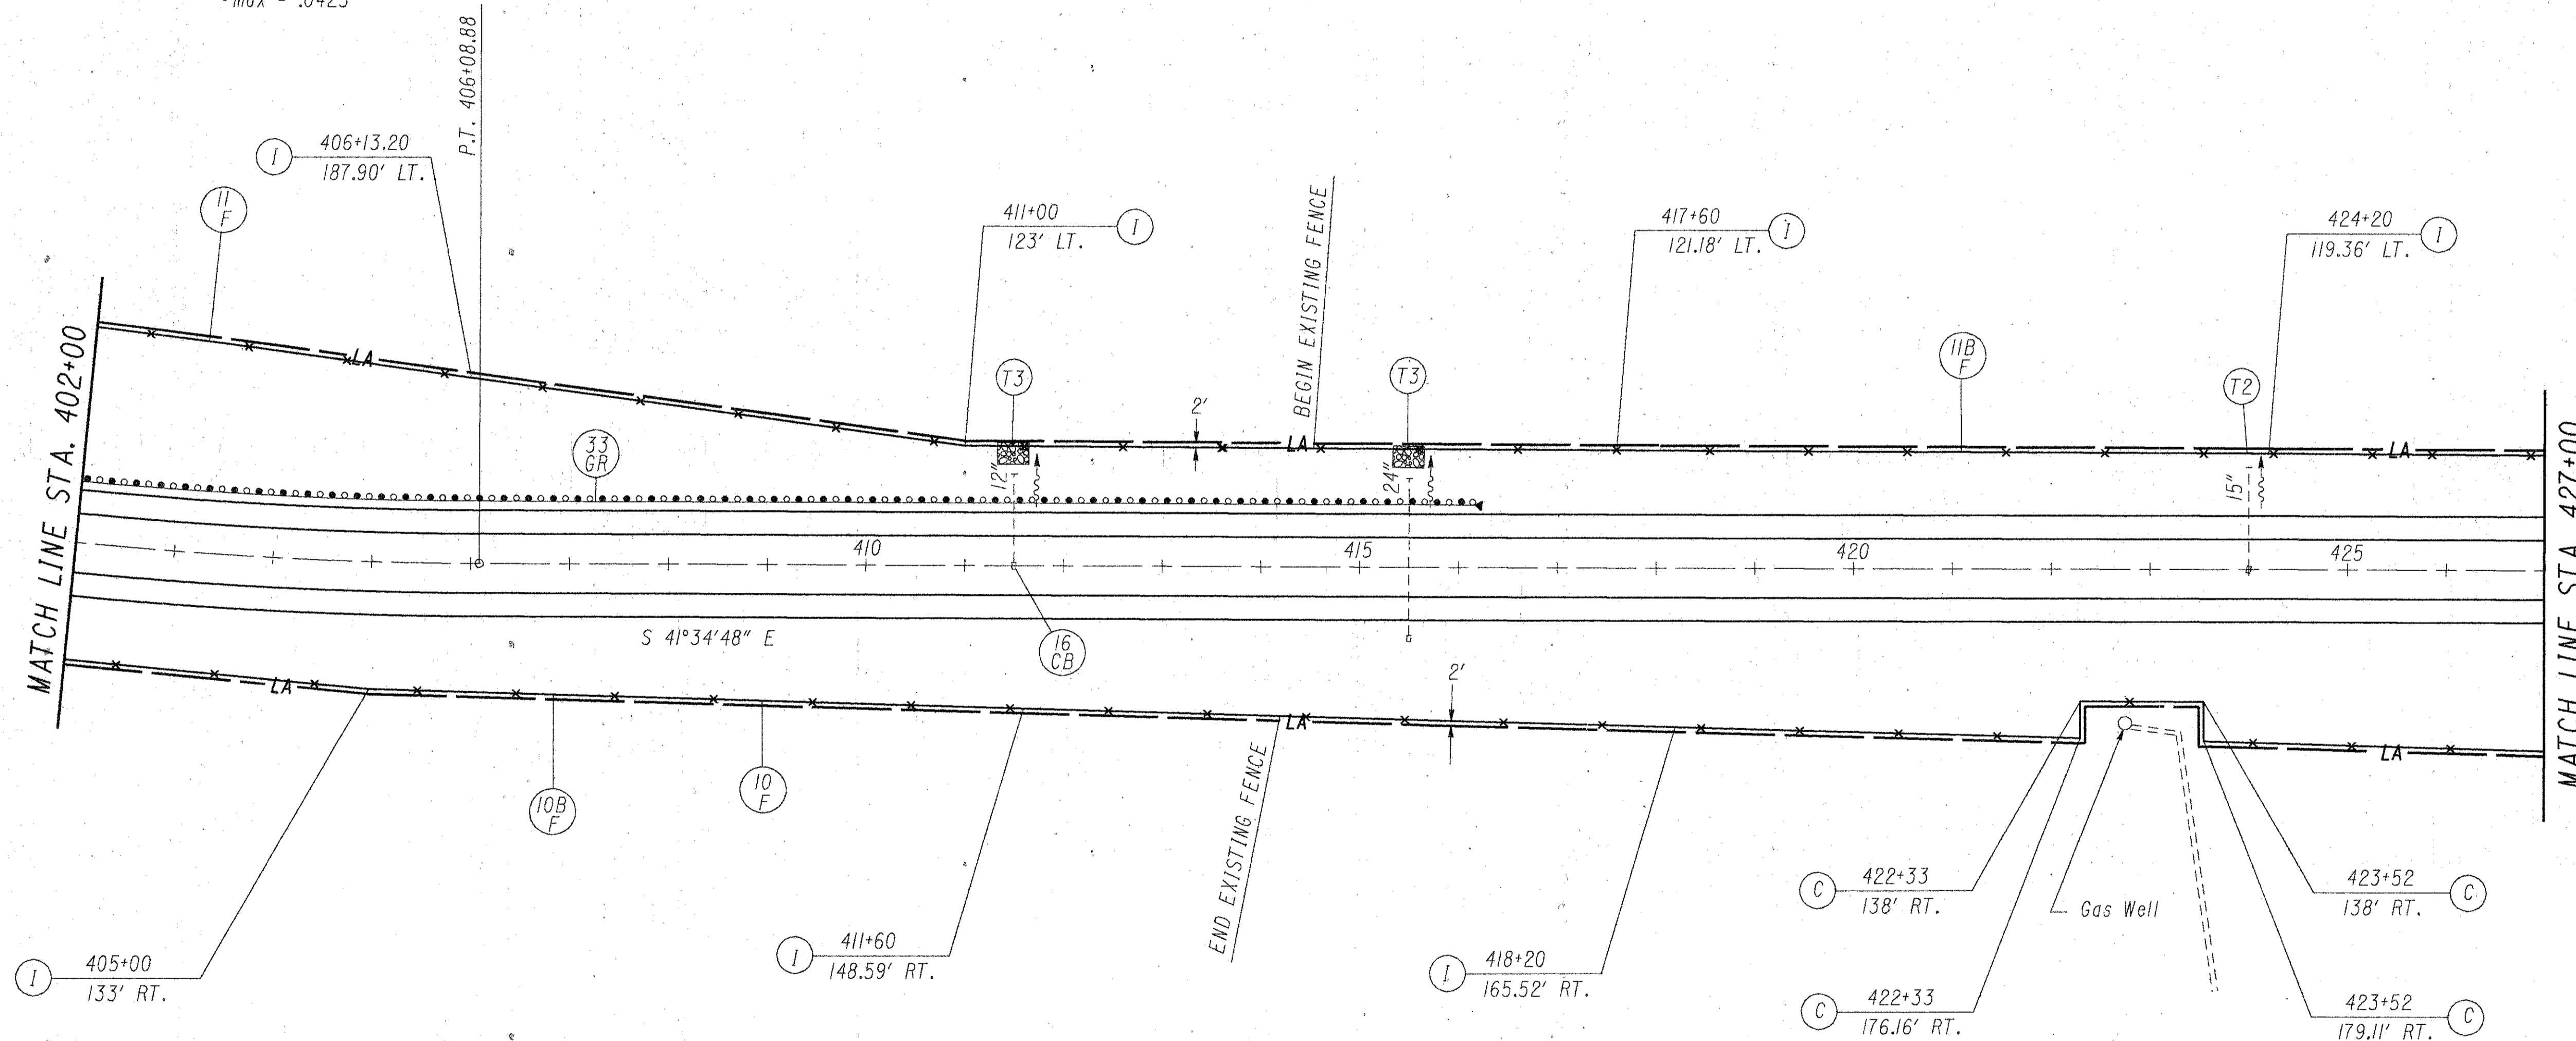 max = .0425
P.T. 406+08.88
I
406+13.20
187.90' LT.
11
F
411+00
123' LT.
I
BEGIN EXISTING FENCE
417+60
121.18' LT.
I
424+20
119.36' LT.
I
MATCH LINE STA. 402+00
LA
33
GR
T3
12"
2'
LA
T3
24"
11B
F
T2
15"
LA
MATCH LINE STA. 427+00
410
415
420
425
S 41°34'48" E
16
CB
LA
10B
F
10
F
LA
2'
LA
END EXISTING FENCE
I
405+00
133' RT.
I
411+60
148.59' RT.
I
418+20
165.52' RT.
C
422+33
138' RT.
Gas Well
423+52
138' RT.
C
C
422+33
176.16' RT.
423+52
179.11' RT.
C